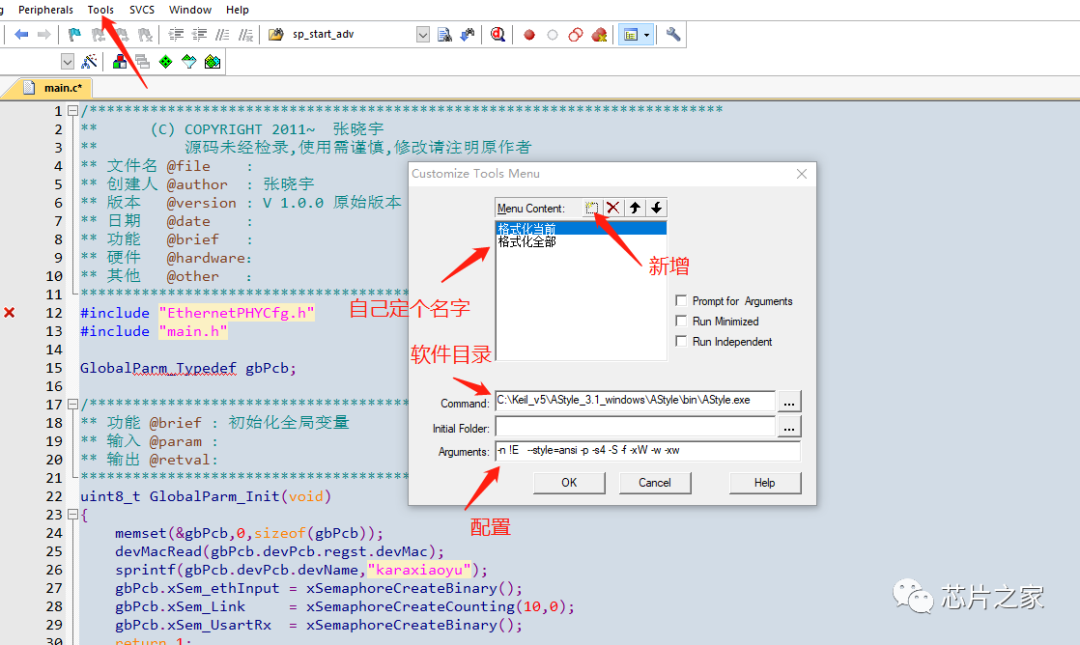 g Peripherals Tools SVCS Window Help
sp_start_adv
main.c*
1 /*************************************************************************
2 ** (C) COPYRIGHT 2011~ 张晓宇
3 ** 源码未经检录,使用需谨慎,修改请注明原作者
4 ** 文件名 @file :
5 ** 创建人 @author : 张晓宇
6 ** 版本 @version : V 1.0.0 原始版本
7 ** 日期 @date :
8 ** 功能 @brief :
9 ** 硬件 @hardware:
10 ** 其他 @other :
11 **************************************
12 #include "EthernetPHYCfg.h"
13 #include "main.h"
14
15 GlobalParm_Typedef gbPcb;
16
17 /*************************************
18 ** 功能 @brief : 初始化全局变量
19 ** 输入 @param :
20 ** 输出 @retval:
21 **************************************
22 uint8_t GlobalParm_Init(void)
23 {
24 memset(&gbPcb,0,sizeof(gbPcb));
25 devMacRead(gbPcb.devPcb.regst.devMac);
26 sprintf(gbPcb.devPcb.devName,"karaxiaoyu");
27 gbPcb.xSem_ethInput = xSemaphoreCreateBinary();
28 gbPcb.xSem_Link = xSemaphoreCreateCounting(10,0);
29 gbPcb.xSem_UsartRx = xSemaphoreCreateBinary();
30 return 1;
Customize Tools Menu
Menu Content:
格式化当前
格式化全部
新增
自己定个名字
Prompt for Arguments
Run Minimized
Run Independent
软件目录
Command: C:\Keil_v5\AStyle_3.1_windows\AStyle\bin\AStyle.exe ...
Initial Folder: ...
Arguments: -n !E --style=ansi -p -s4 -S -f -xW -w -xw
OK Cancel Help
配置
芯片之家